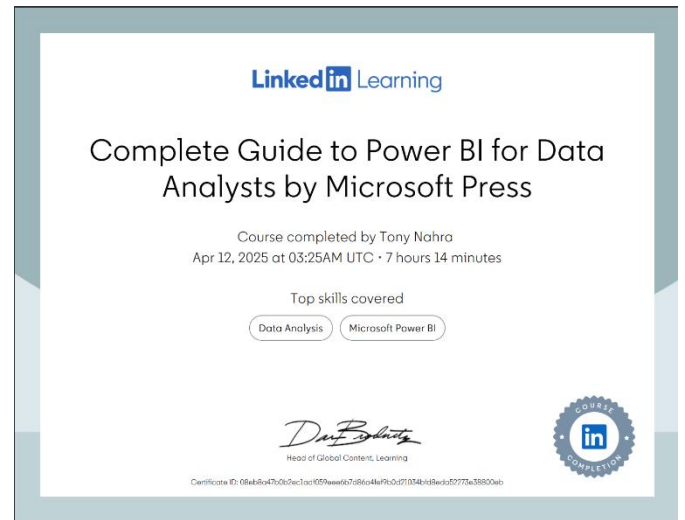 Linked in Learning
Complete Guide to Power BI for Data
Analysts by Microsoft Press
Course completed by Tony Nahra
Apr 12, 2025 at 03:25AM UTC • 7 hours 14 minutes
Top skills covered
Data Analysis
Microsoft Power BI
Head of Global Content, Learning
COURSE
in
COMPLETION
Certificate ID: